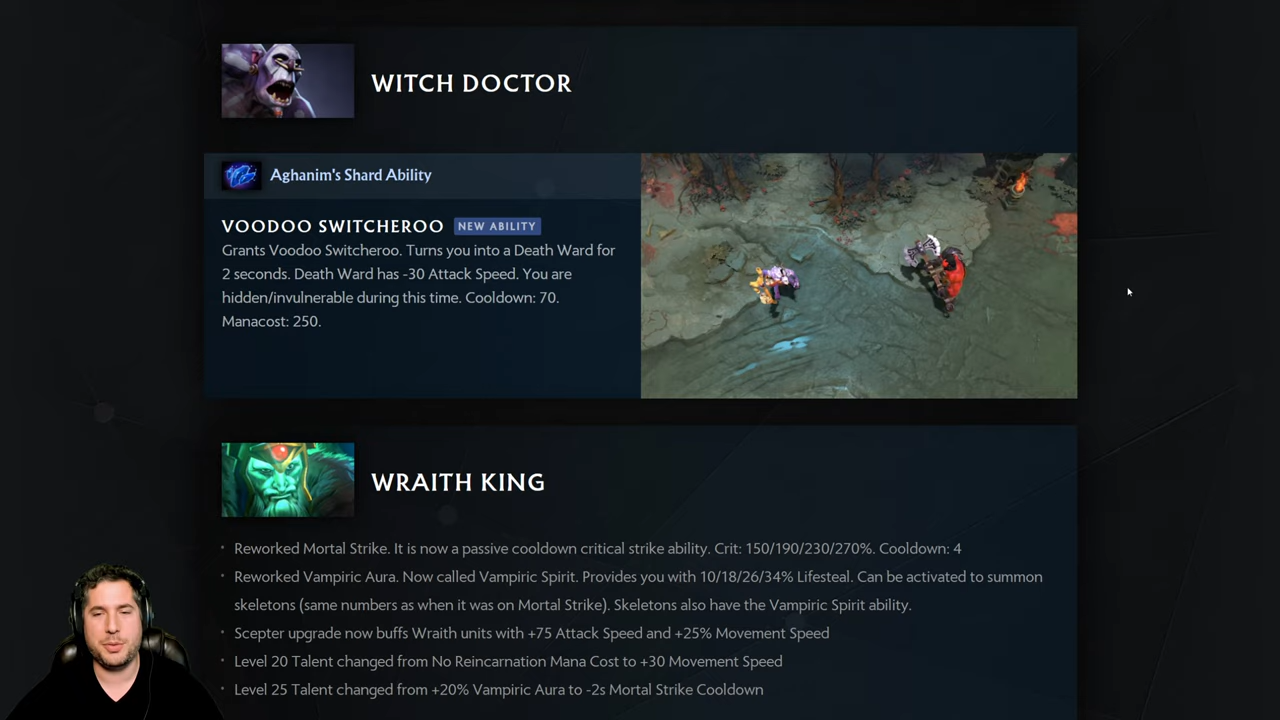 WITCH DOCTOR
Aghanim's Shard Ability
VOODOO SWITCHEROO NEW ABILITY
Grants Voodoo Switcheroo. Turns you into a Death Ward for
2 seconds. Death Ward has -30 Attack Speed. You are
hidden/invulnerable during this time. Cooldown: 70.
Manacost: 250.
WRAITH KING
Reworked Mortal Strike. It is now a passive cooldown critical strike ability. Crit: 150/190/230/270%. Cooldown: 4
Reworked Vampiric Aura. Now called Vampiric Spirit. Provides you with 10/18/26/34% Lifesteal. Can be activated to summon
skeletons (same numbers as when it was on Mortal Strike). Skeletons also have the Vampiric Spirit ability.
Scepter upgrade now buffs Wraith units with +75 Attack Speed and +25% Movement Speed
Level 20 Talent changed from No Reincarnation Mana Cost to +30 Movement Speed
Level 25 Talent changed from +20% Vampiric Aura to -2s Mortal Strike Cooldown